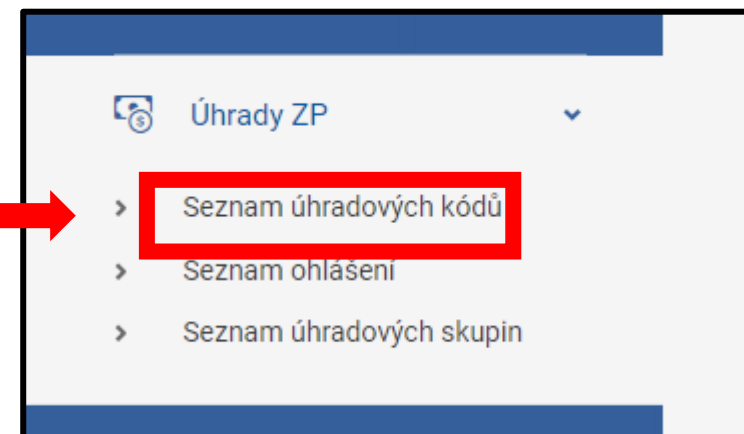 Úhrady ZP
Seznam úhradových kódů
Seznam ohlášení
Seznam úhradových skupin